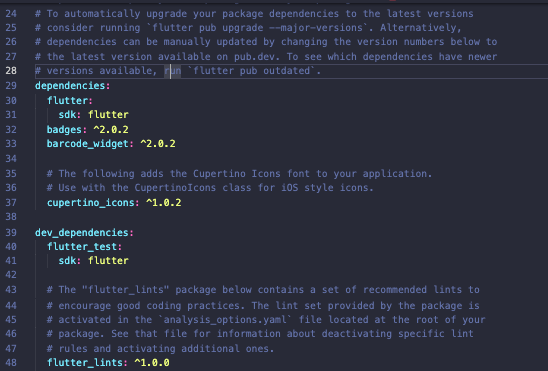 24 # To automatically upgrade your package dependencies to the latest versions
25 # consider running `flutter pub upgrade --major-versions`. Alternatively,
26 # dependencies can be manually updated by changing the version numbers below to
27 # the latest version available on pub.dev. To see which dependencies have newer
28 # versions available, run `flutter pub outdated`.
29 dependencies:
30 flutter:
31 sdk: flutter
32 badges: ^2.0.2
33 barcode_widget: ^2.0.2
34
35 # The following adds the Cupertino Icons font to your application.
36 # Use with the CupertinoIcons class for iOS style icons.
37 cupertino_icons: ^1.0.2
38
39 dev_dependencies:
40 flutter_test:
41 sdk: flutter
42
43 # The "flutter_lints" package below contains a set of recommended lints to
44 # encourage good coding practices. The lint set provided by the package is
45 # activated in the `analysis_options.yaml` file located at the root of your
46 # package. See that file for information about deactivating specific lint
47 # rules and activating additional ones.
48 flutter_lints: ^1.0.0